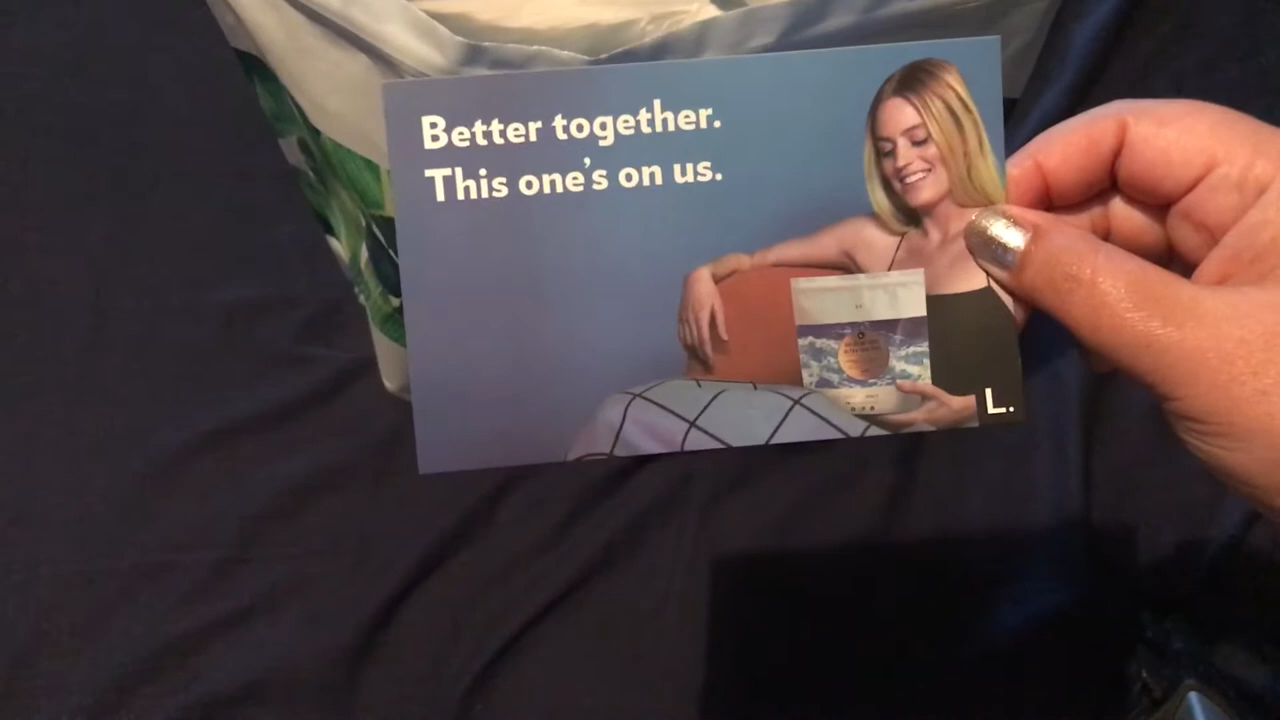 Better together.
This one's on us.
L.